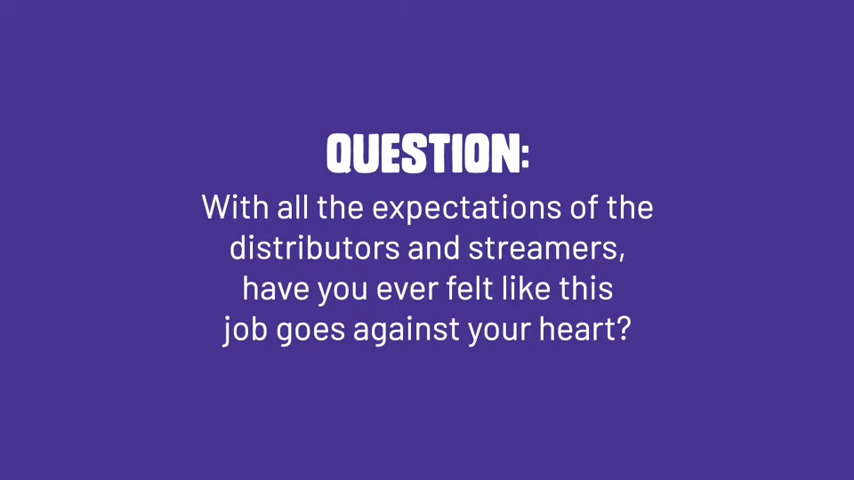 QUESTION:
With all the expectations of the
distributors and streamers,
have you ever felt like this
job goes against your heart?